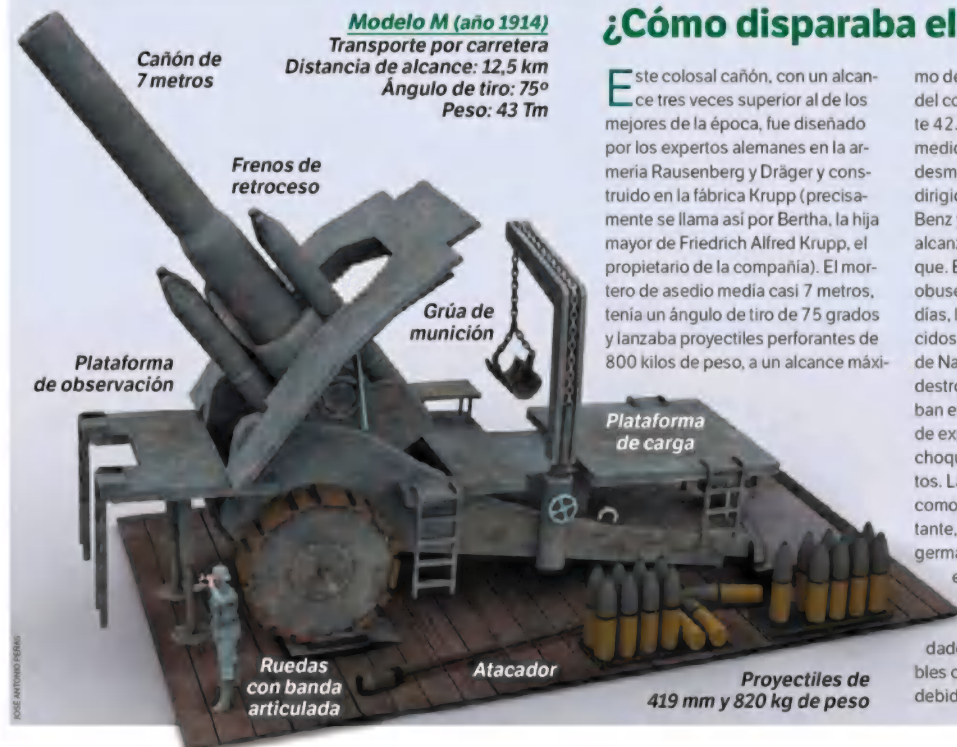 Modelo M (año 1914)
Transporte por carretera
Distancia de alcance: 12,5 km
Ángulo de tiro: 75º
Peso: 43 Tm
Cañón de
7 metros
Frenos de
retroceso
Grúa de
munición
Plataforma
de observación
Plataforma
de carga
Ruedas
con banda
articulada
Atacador
Proyectiles de
419 mm y 820 kg de peso
JOSÉ ANTONIO PEÑAS
¿Cómo disparaba el
Este colosal cañón, con un alcan-
ce tres veces superior al de los
mejores de la época, fue diseñado
por los expertos alemanes en la ar-
mería Rausenberg y Dräger y cons-
truido en la fábrica Krupp (precisa-
mente se llama así por Bertha, la hija
mayor de Friedrich Alfred Krupp, el
propietario de la compañía). El mor-
tero de asedio medía casi 7 metros,
tenía un ángulo de tiro de 75 grados
y lanzaba proyectiles perforantes de
800 kilos de peso, a un alcance máxi-
mo de
del co
te 42.
medio
desm
dirigid
Benz
alcanz
que. E
obuse
días, l
cidos
de Na
destro
ban e
de ex
choqu
tos. La
como
tante,
germa
e
dado
bles c
debid